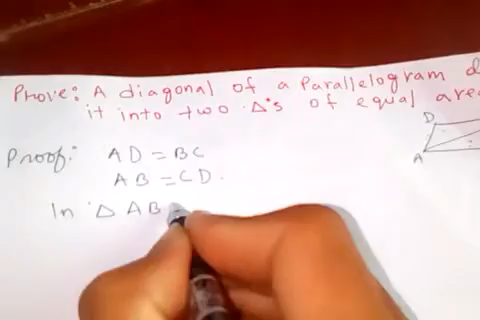 Prove: A diagonal of a Parallelogram
it into two Δ's of equal area
Proof: AD = BC
AB = CD.
In Δ AB
D
A